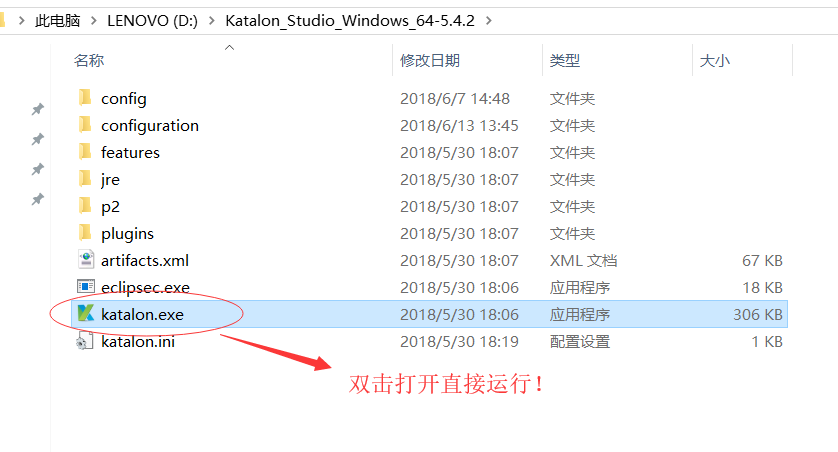 此电脑 > LENOVO (D:) > Katalon_Studio_Windows_64-5.4.2 >
名称 修改日期 类型 大小
config 2018/6/7 14:48 文件夹
configuration 2018/6/13 13:45 文件夹
features 2018/5/30 18:07 文件夹
jre 2018/5/30 18:07 文件夹
p2 2018/5/30 18:07 文件夹
plugins 2018/5/30 18:07 文件夹
artifacts.xml 2018/5/30 18:07 XML 文档 67 KB
eclipsec.exe 2018/5/30 18:06 应用程序 18 KB
katalon.exe 2018/5/30 18:06 应用程序 306 KB
katalon.ini 2018/5/30 18:19 配置设置 1 KB
双击打开直接运行！